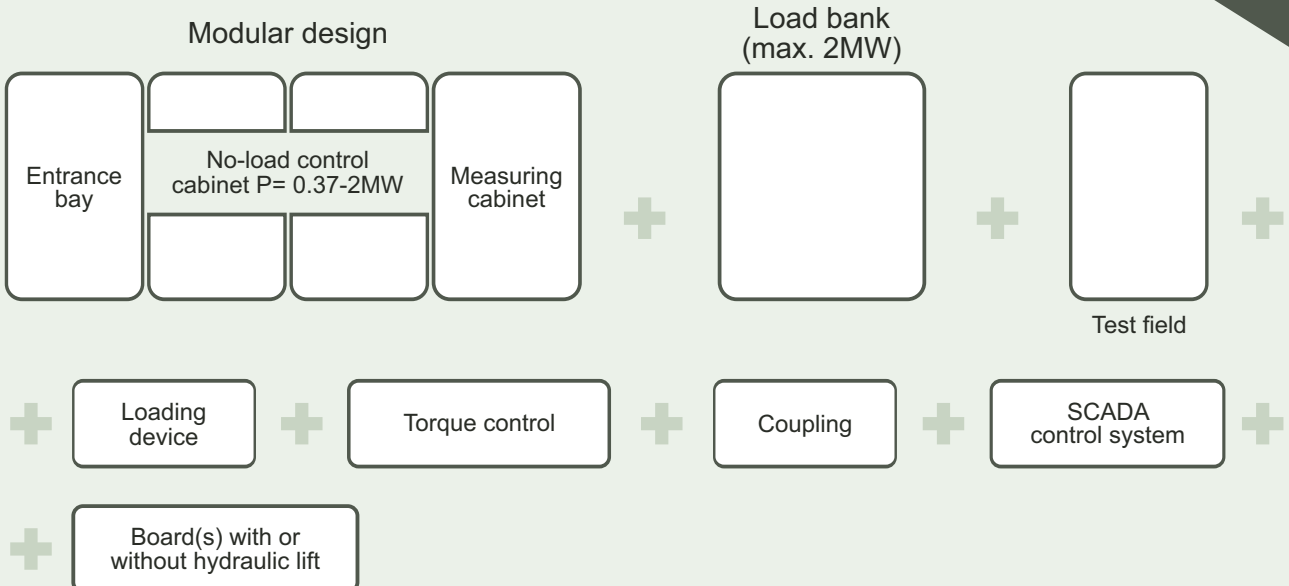 Modular design
Load bank
(max. 2MW)
Entrance
bay
No-load control
cabinet P= 0.37-2MW
Measuring
cabinet
Test field
Loading
device
Torque control
Coupling
SCADA
control system
Board(s) with or
without hydraulic lift